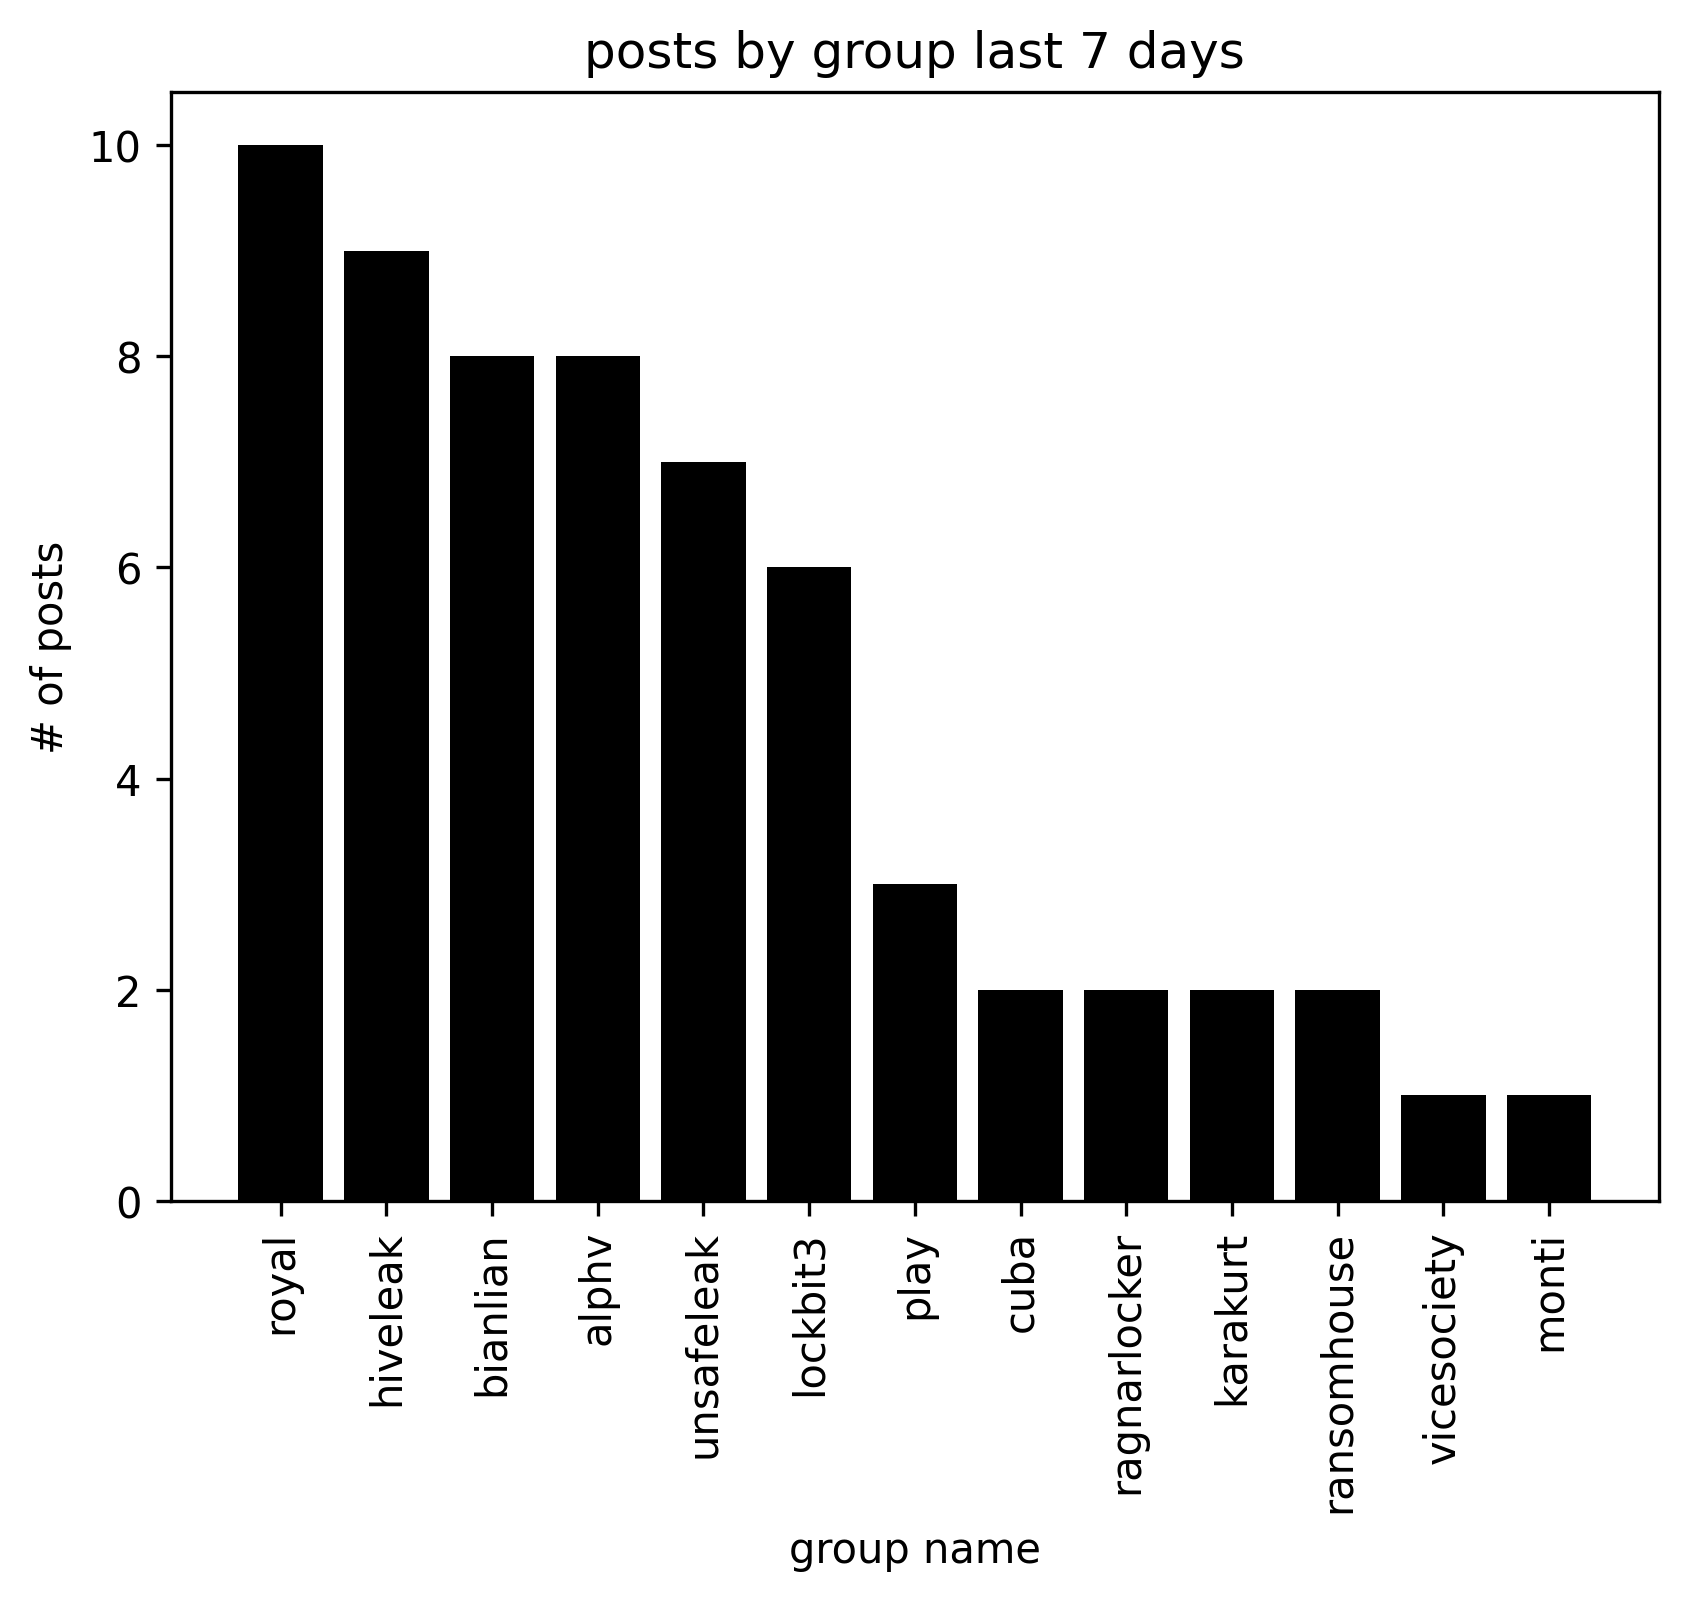 posts by group last 7 days
# of posts
10
8
6
4
2
0
royal
hiveleak
bianlian
alphv
unsafeleak
lockbit3
play
cuba
ragnarlocker
karakurt
ransomhouse
vicesociety
monti
group name